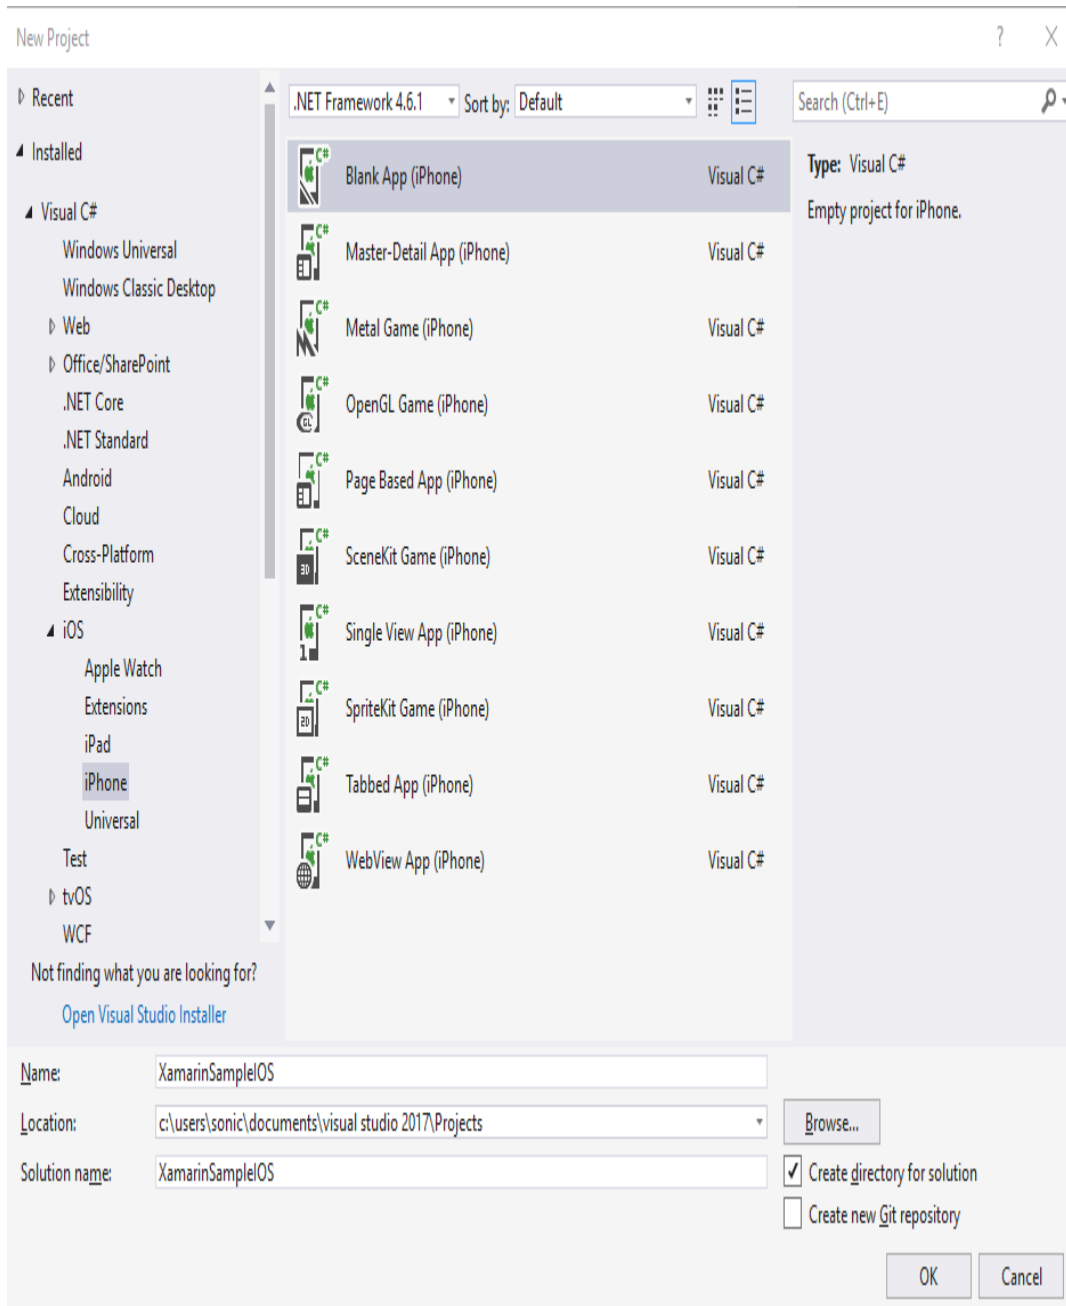 New Project ? X
Recent
Installed
Visual C#
Windows Universal
Windows Classic Desktop
Web
Office/SharePoint
.NET Core
.NET Standard
Android
Cloud
Cross-Platform
Extensibility
iOS
Apple Watch
Extensions
iPad
iPhone
Universal
Test
tvOS
WCF
Not finding what you are looking for?
Open Visual Studio Installer
.NET Framework 4.6.1 Sort by: Default
C# Blank App (iPhone) Visual C#
C# Master-Detail App (iPhone) Visual C#
C# Metal Game (iPhone) Visual C#
C# GL OpenGL Game (iPhone) Visual C#
C# Page Based App (iPhone) Visual C#
C# 3D SceneKit Game (iPhone) Visual C#
C# 1 Single View App (iPhone) Visual C#
C# 2D SpriteKit Game (iPhone) Visual C#
C# Tabbed App (iPhone) Visual C#
C# WebView App (iPhone) Visual C#
Search (Ctrl+E)
Type: Visual C#
Empty project for iPhone.
Name: XamarinSampleIOS
Location: c:\users\sonic\documents\visual studio 2017\Projects Browse...
Solution name: XamarinSampleIOS
Create directory for solution
Create new Git repository
OK Cancel